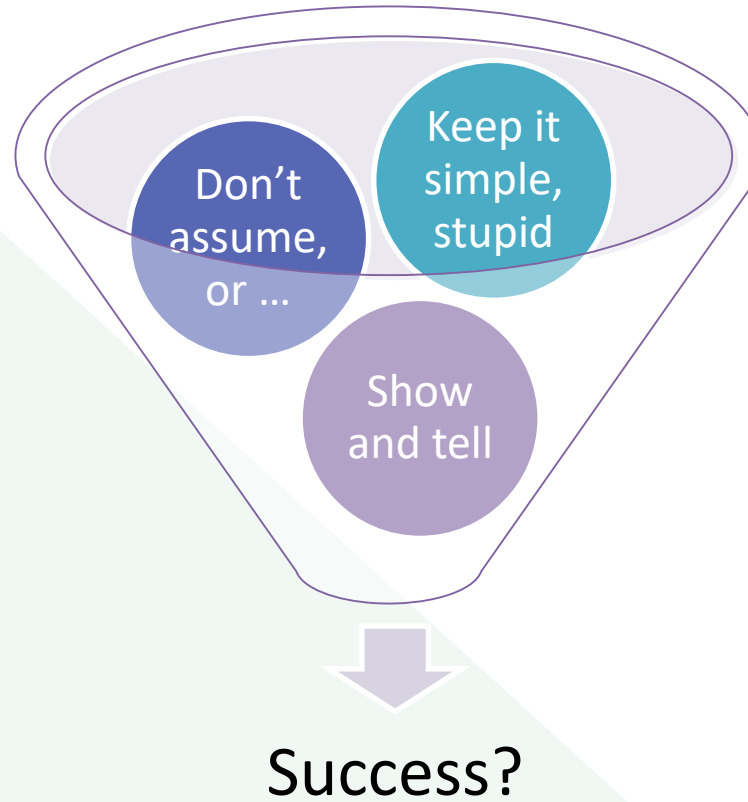 Don’t
assume,
or …
Keep it
simple,
stupid
Show
and tell
Success?